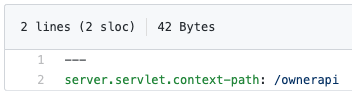 2 lines (2 sloc) 42 Bytes
1 ---
2 server.servlet.context-path: /ownerapi